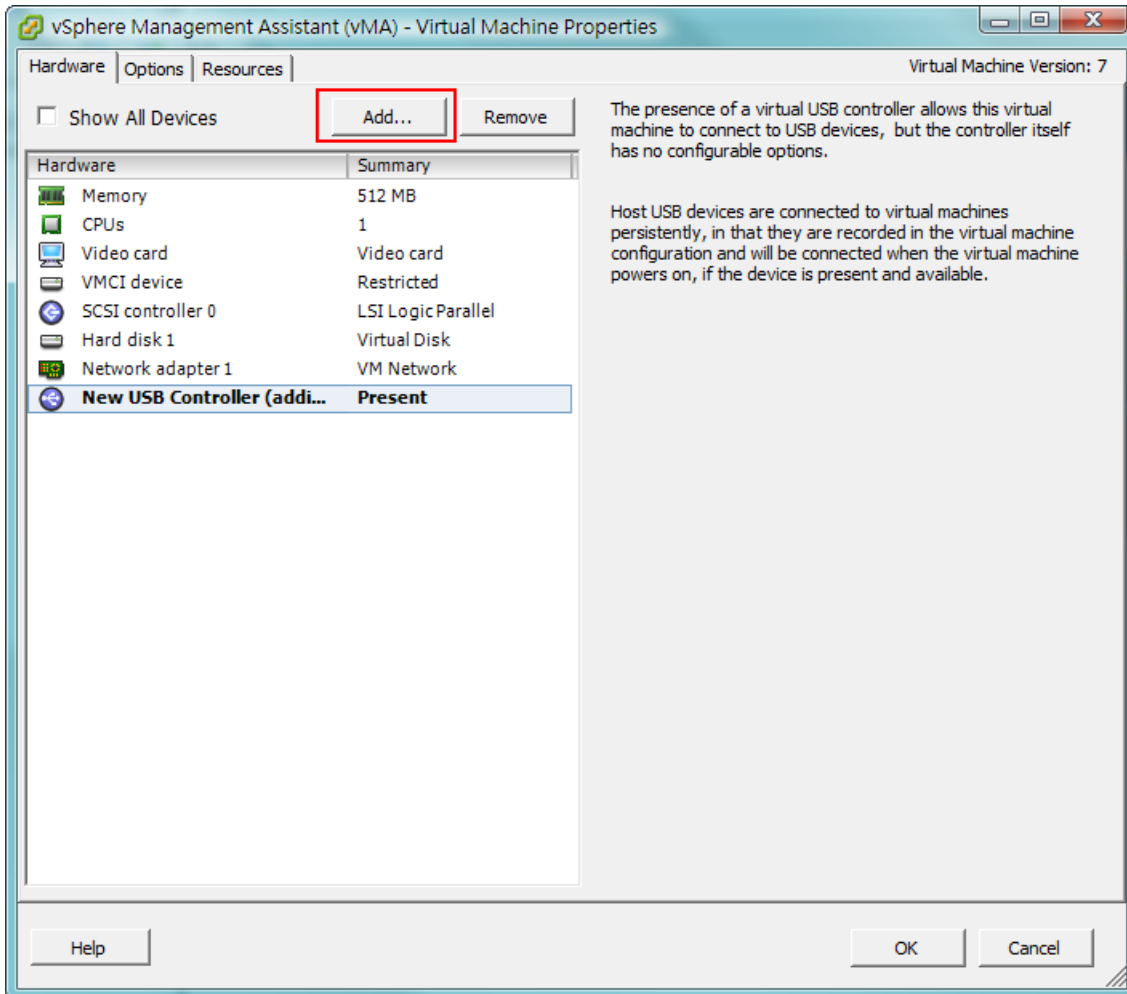 vSphere Management Assistant (vMA) - Virtual Machine Properties
Hardware Options Resources Virtual Machine Version: 7
Show All Devices Add... Remove
Hardware Summary
Memory 512 MB
CPUs 1
Video card Video card
VMCI device Restricted
SCSI controller 0 LSI Logic Parallel
Hard disk 1 Virtual Disk
Network adapter 1 VM Network
New USB Controller (addi... Present
The presence of a virtual USB controller allows this virtual
machine to connect to USB devices, but the controller itself
has no configurable options.
Host USB devices are connected to virtual machines
persistently, in that they are recorded in the virtual machine
configuration and will be connected when the virtual machine
powers on, if the device is present and available.
Help OK Cancel